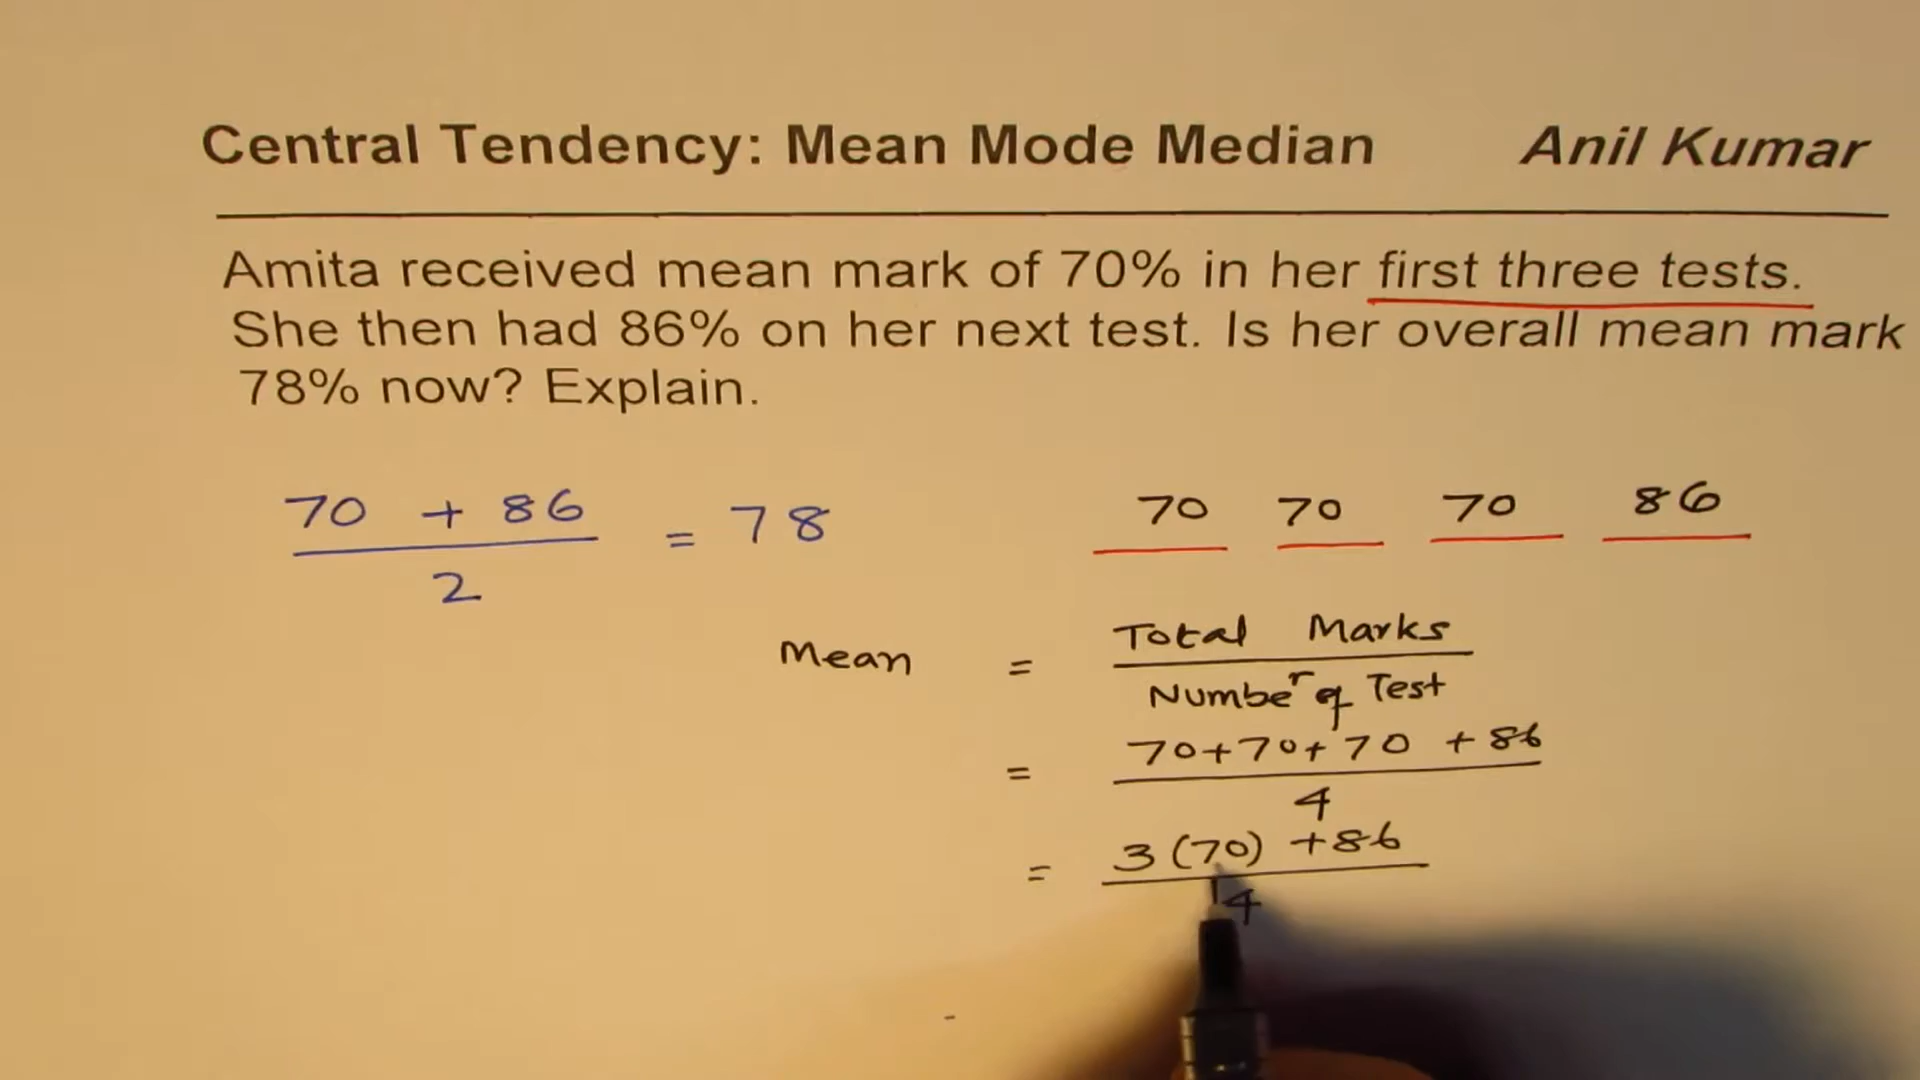 Central Tendency: Mean Mode Median Anil Kumar
Amita received mean mark of 70% in her first three tests.
She then had 86% on her next test. Is her overall mean mark
78% now? Explain.
70 + 86
2
= 78
70 70 70 86
Mean = Total Marks
Number of Test
= 70+70+70 +86
4
= 3(70) +86
4